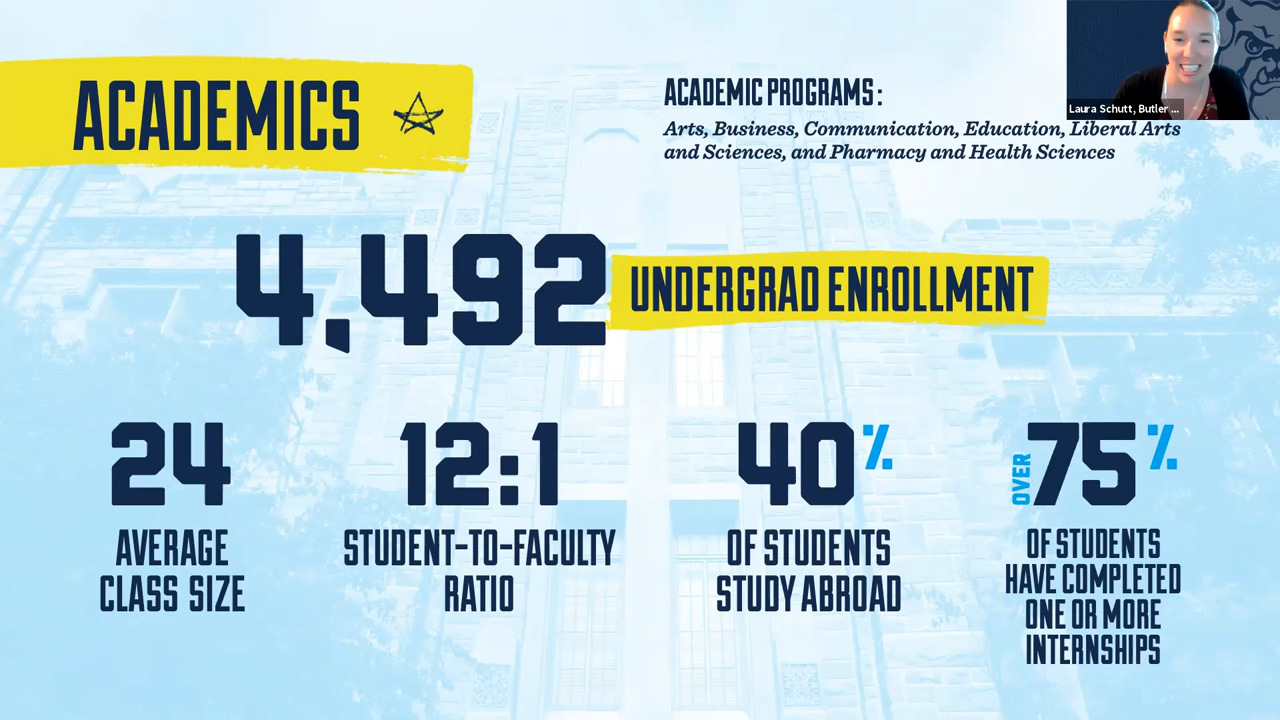 ACADEMICS
ACADEMIC PROGRAMS:
Arts, Business, Communication, Education, Liberal Arts
and Sciences, and Pharmacy and Health Sciences
Laura Schutt, Butler ...
4,492 UNDERGRAD ENROLLMENT
24
AVERAGE
CLASS SIZE
12:1
STUDENT-TO-FACULTY
RATIO
40%
OF STUDENTS
STUDY ABROAD
OVER 75%
OF STUDENTS
HAVE COMPLETED
ONE OR MORE
INTERNSHIPS